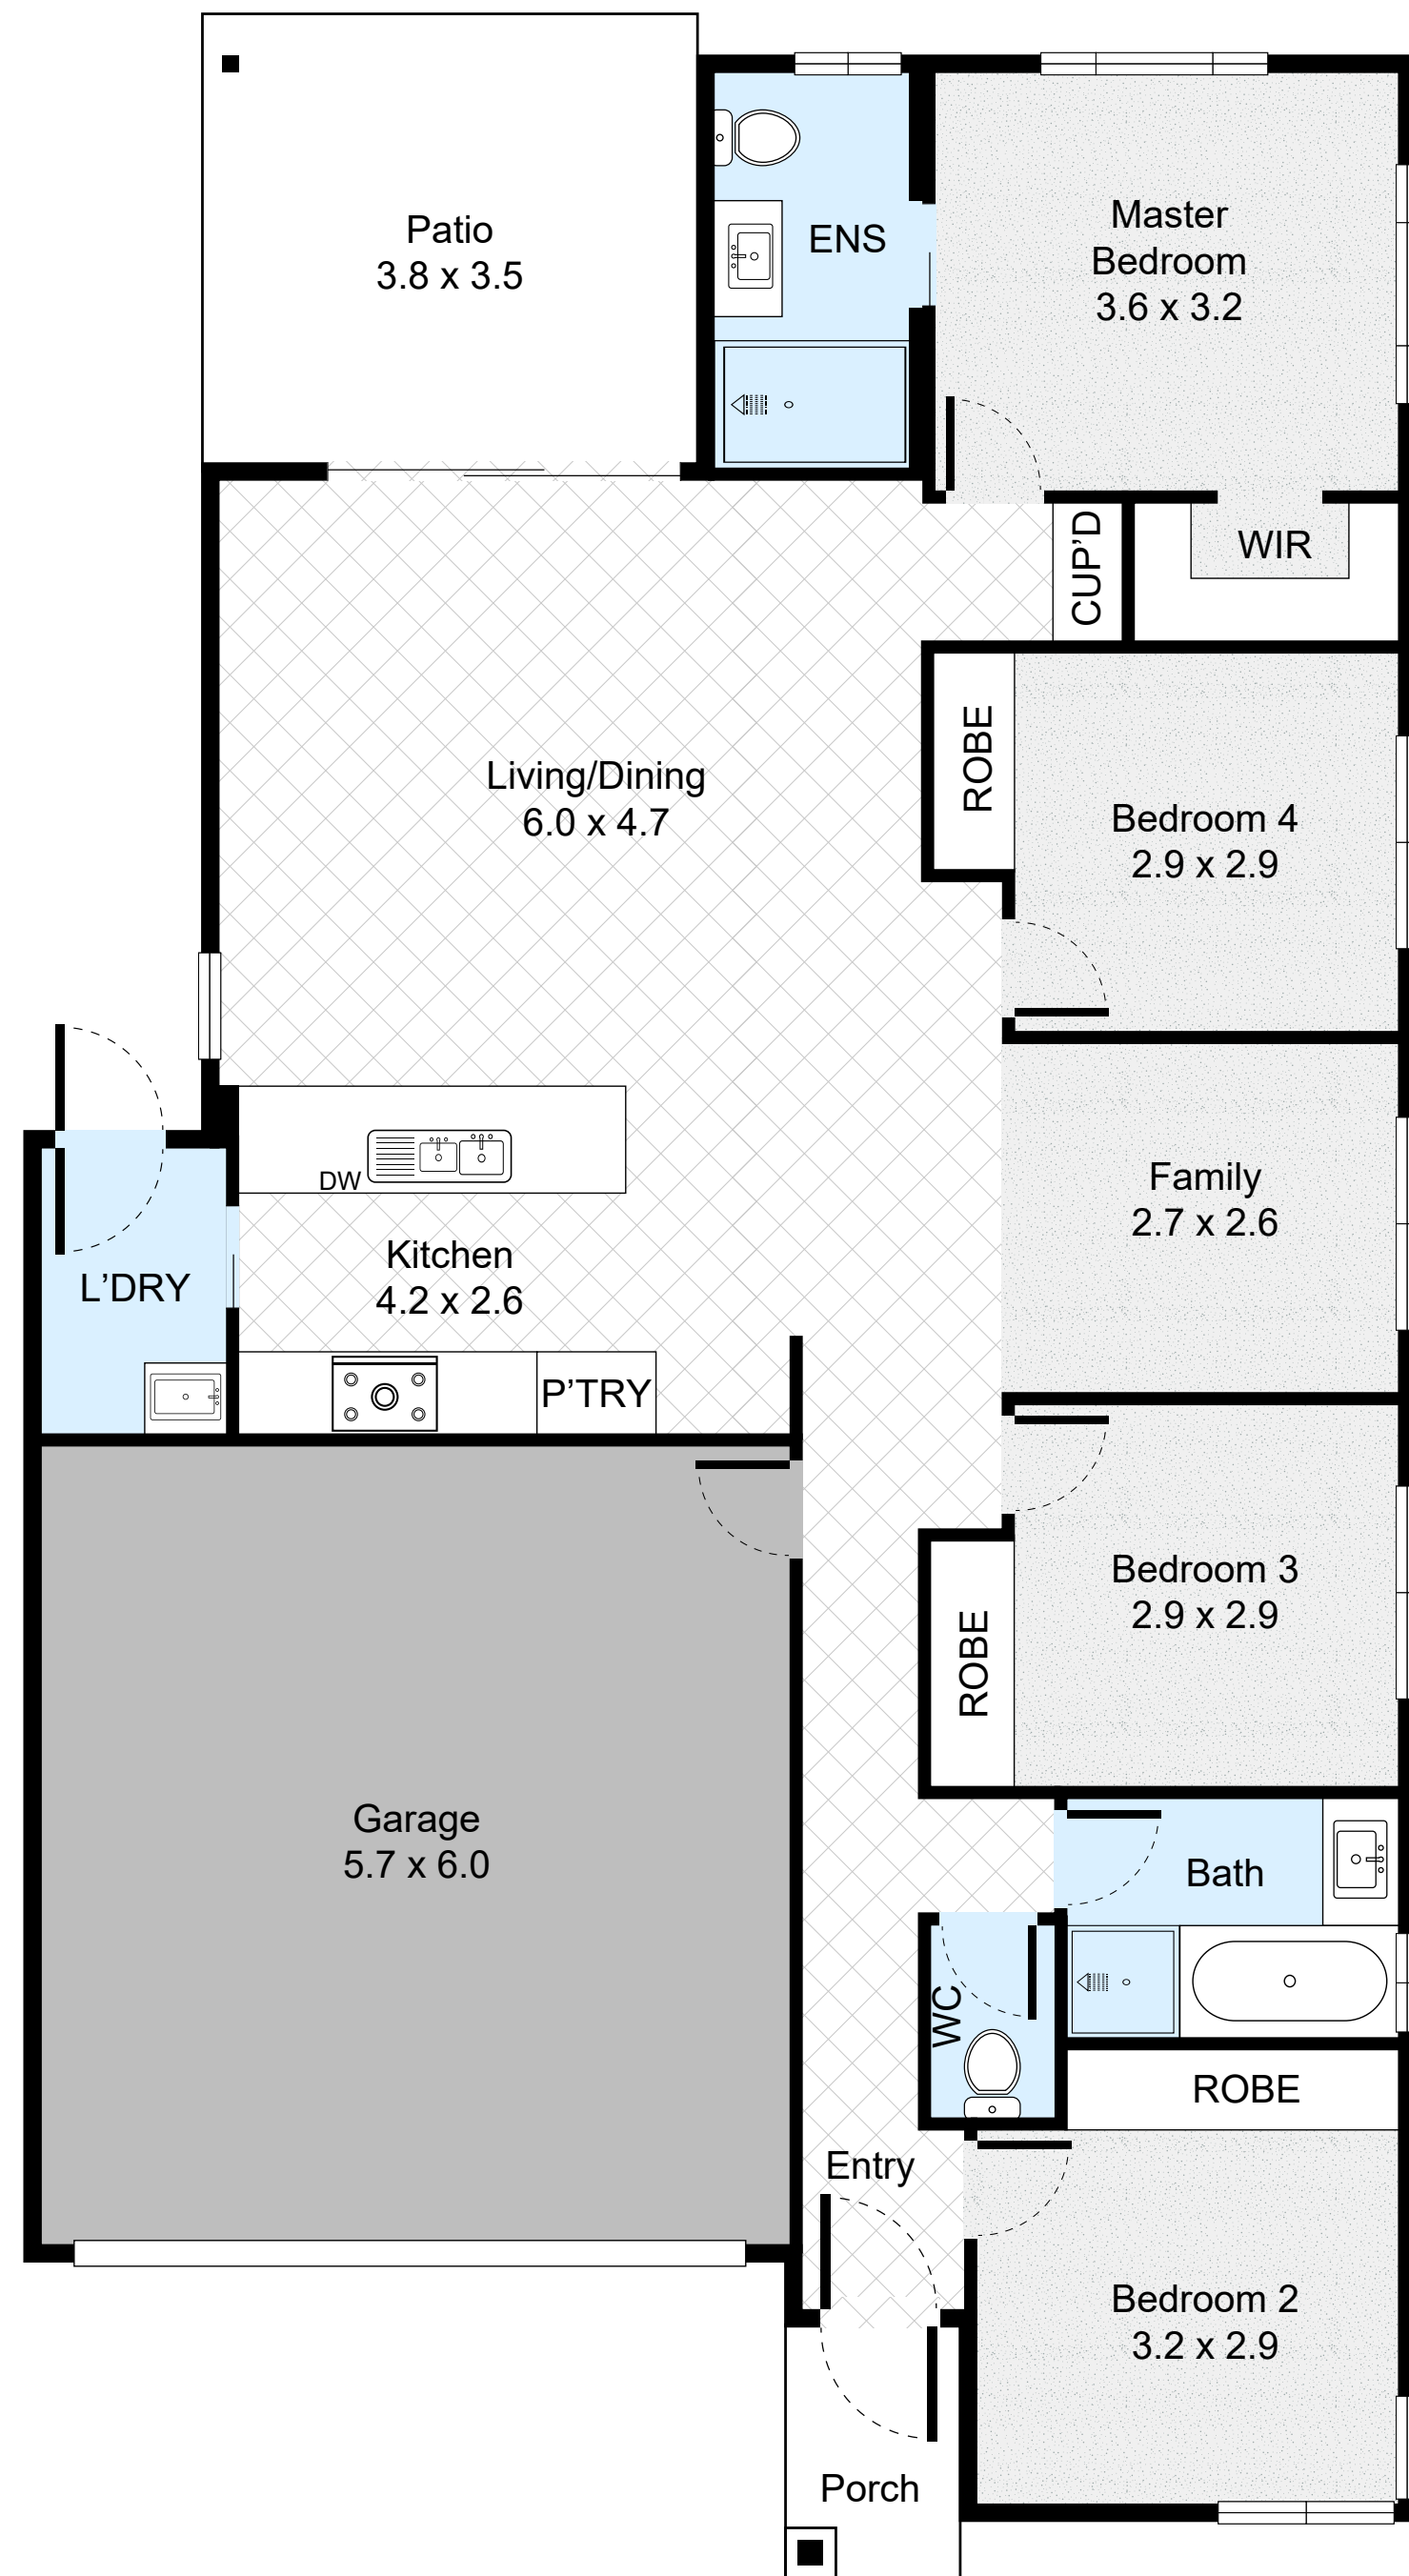 Patio
3.8 x 3.5
ENS
Master
Bedroom
3.6 x 3.2
WIR
CUP'D
ROBE
Living/Dining
6.0 x 4.7
Bedroom 4
2.9 x 2.9
Family
2.7 x 2.6
DW
Kitchen
4.2 x 2.6
L'DRY
P'TRY
Bedroom 3
2.9 x 2.9
ROBE
Garage
5.7 x 6.0
Bath
WC
ROBE
Entry
Bedroom 2
3.2 x 2.9
Porch